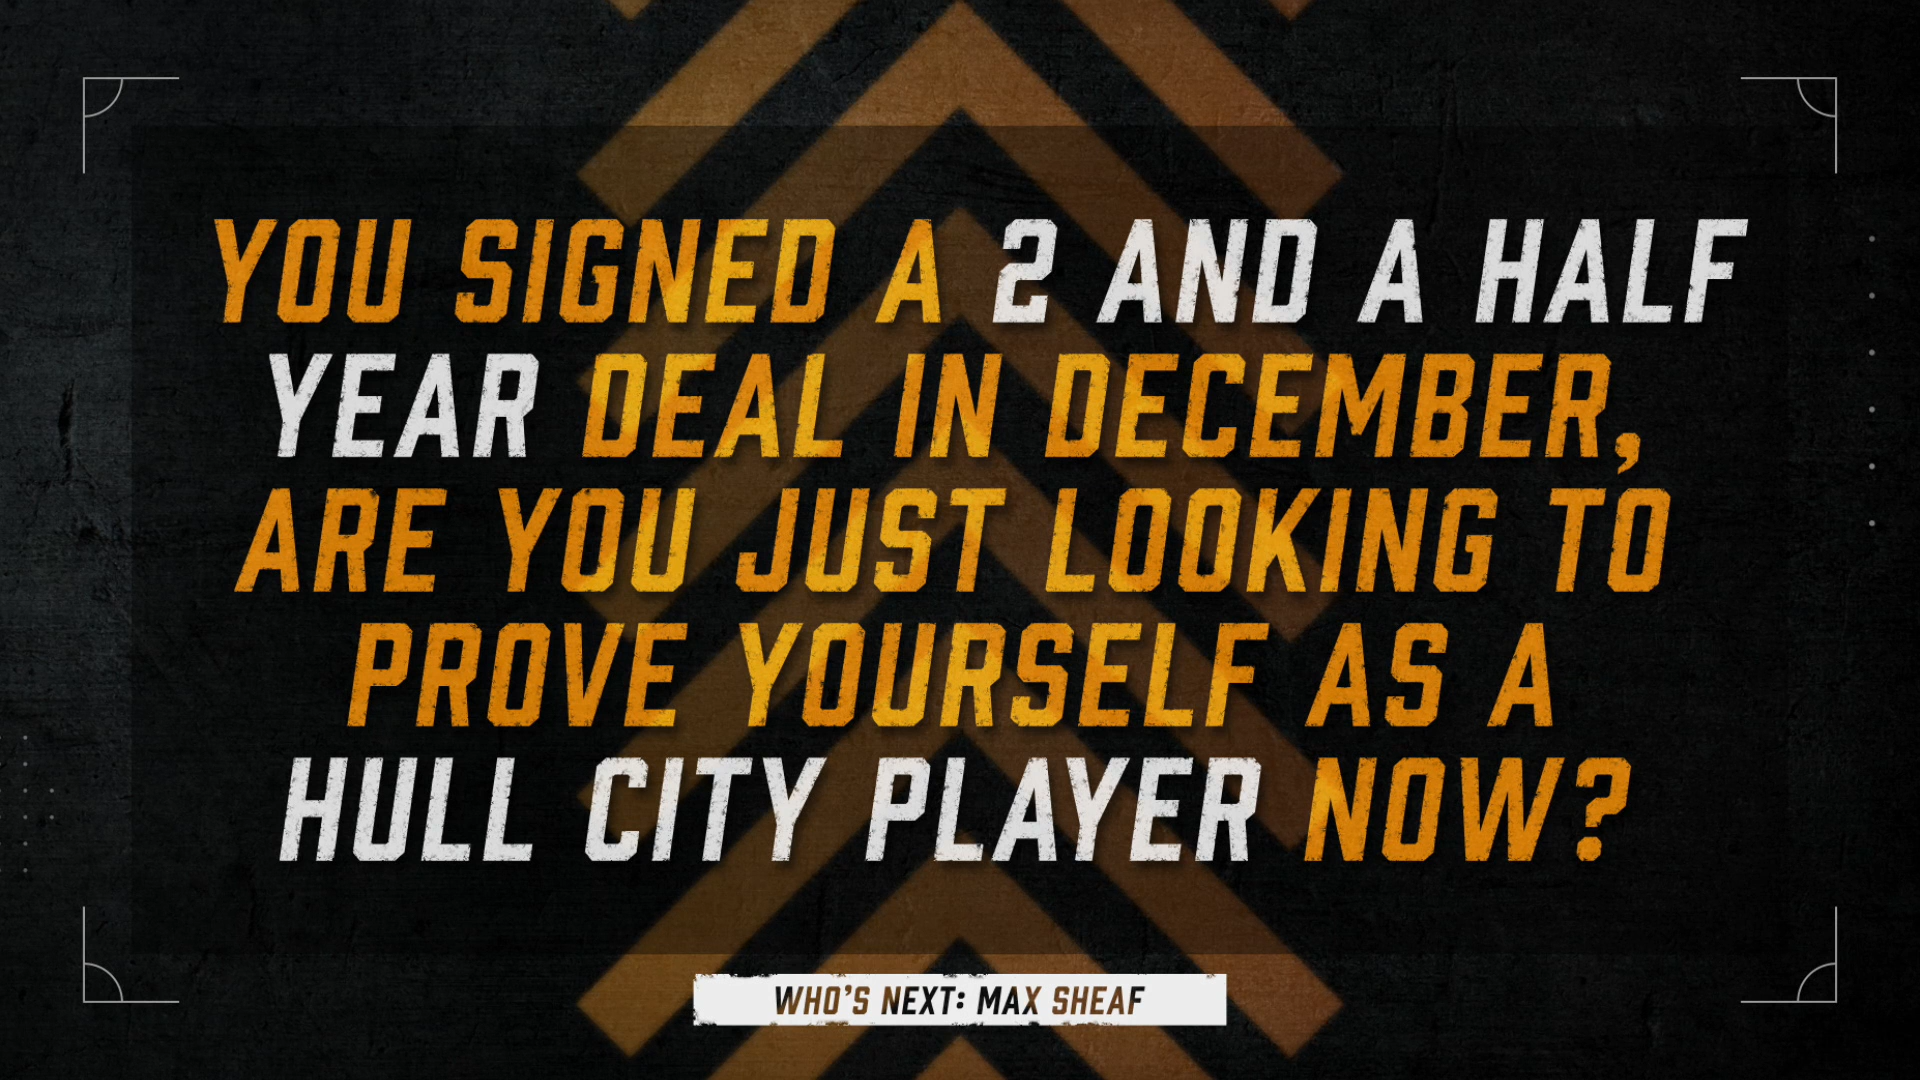 YOU SIGNED A 2 AND A HALF
YEAR DEAL IN DECEMBER,
ARE YOU JUST LOOKING TO
PROVE YOURSELF AS A
HULL CITY PLAYER NOW?
WHO'S NEXT: MAX SHEAF